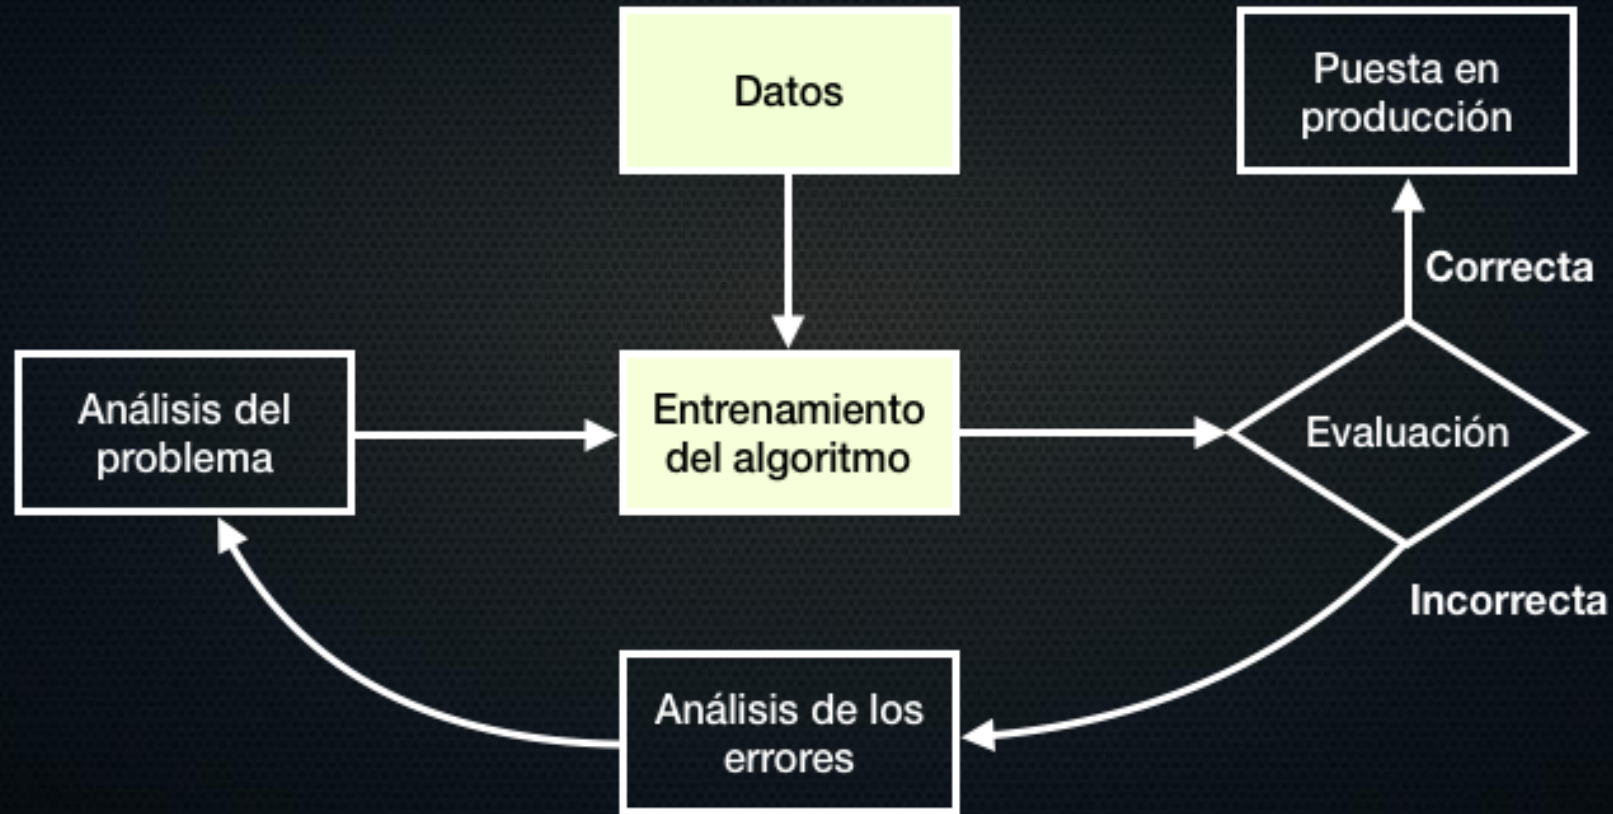 Datos
Puesta en
producción
Correcta
Análisis del
problema
Entrenamiento
del algoritmo
Evaluación
Incorrecta
Análisis de los
errores